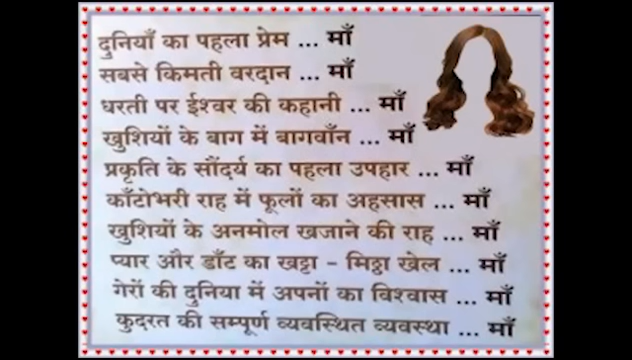 दुनियाँ का पहला प्रेम ... माँ
सबसे किमती वरदान ... माँ
धरती पर ईश्वर की कहानी ... माँ
खुशियों के बाग में बागवाँन ... माँ
प्रकृति के सौंदर्य का पहला उपहार ... माँ
काँटोभरी राह में फूलों का अहसास ... माँ
खुशियों के अनमोल खजाने की राह ... माँ
प्यार और डाँट का खट्टा - मिठ्ठा खेल ... माँ
गेरों की दुनिया में अपनों का विश्वास ... माँ
कुदरत की सम्पूर्ण व्यवस्थित व्यवस्था ... माँ